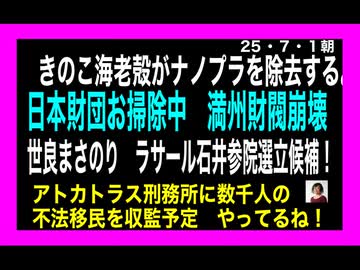 25・7・1朝
きのこ海老殻がナノプラを除去する。
日本財団お掃除中　満州財閥崩壊
世良まさのり　ラサール石井参院選立候補！
アトカトラス刑務所に数千人の
不法移民を収監予定　やってるね！